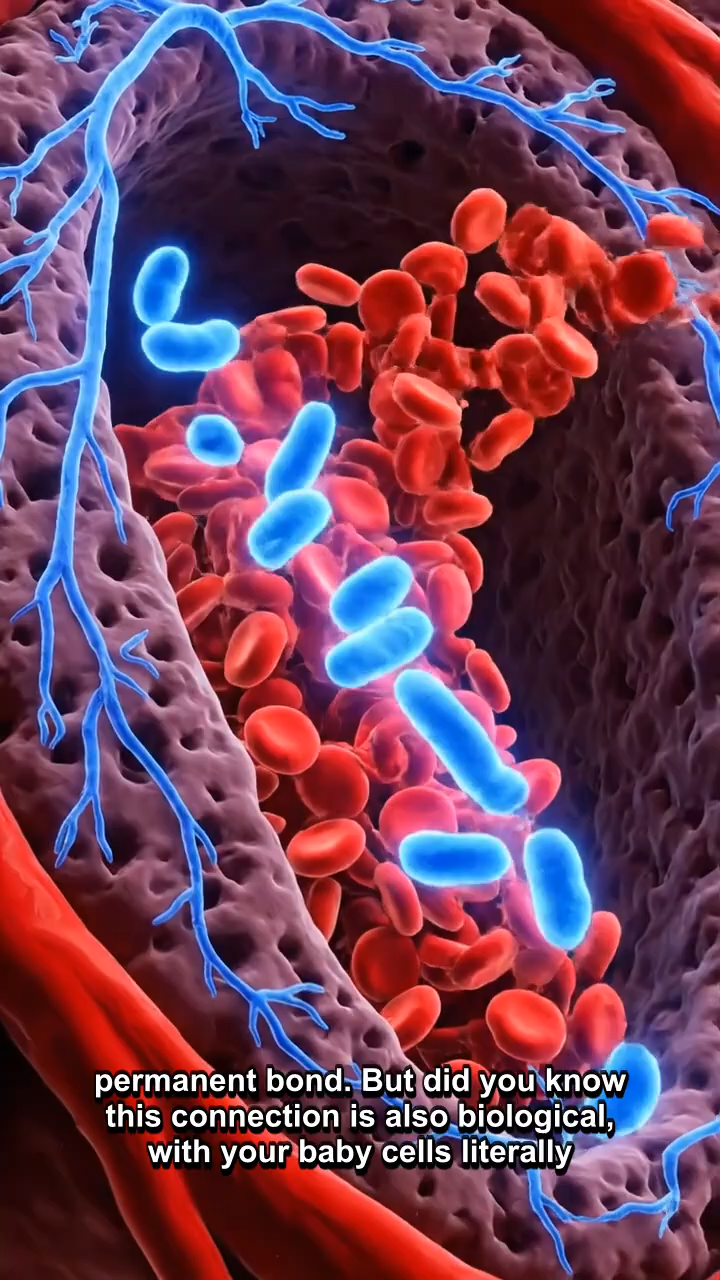 permanent bond. But did you know
this connection is also biological,
with your baby cells literally